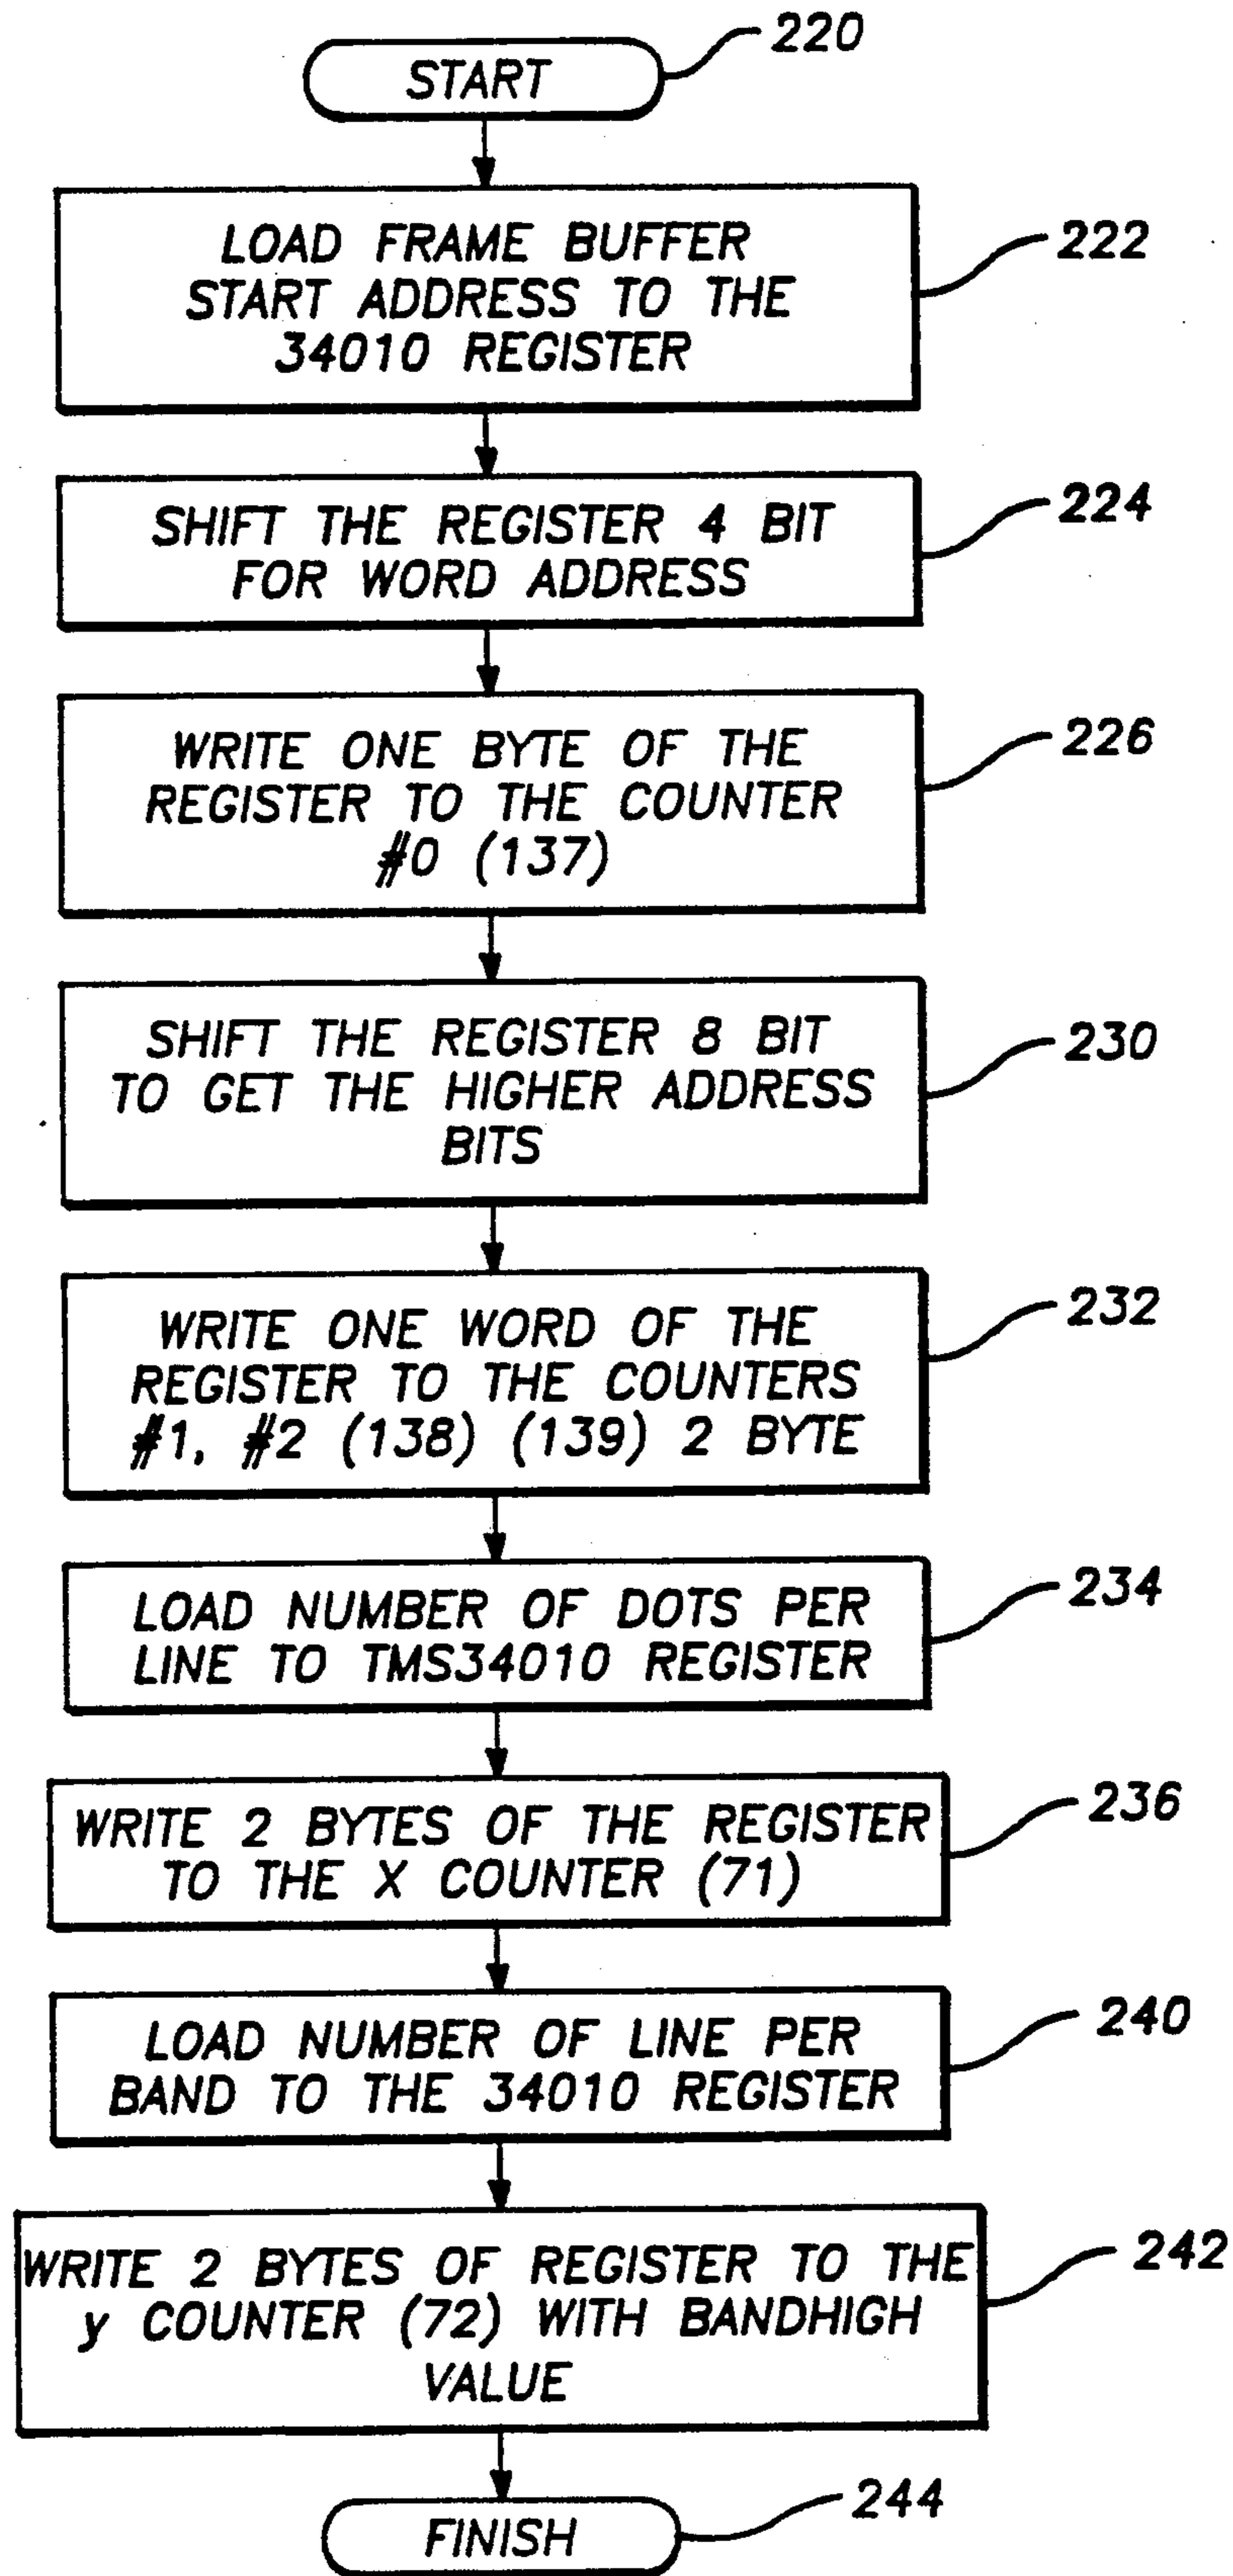 START
220
LOAD FRAME BUFFER
START ADDRESS TO THE
34010 REGISTER
222
SHIFT THE REGISTER 4 BIT
FOR WORD ADDRESS
224
WRITE ONE BYTE OF THE
REGISTER TO THE COUNTER
#0 (137)
226
SHIFT THE REGISTER 8 BIT
TO GET THE HIGHER ADDRESS
BITS
230
WRITE ONE WORD OF THE
REGISTER TO THE COUNTERS
#1, #2 (138) (139) 2 BYTE
232
LOAD NUMBER OF DOTS PER
LINE TO TMS34010 REGISTER
234
WRITE 2 BYTES OF THE REGISTER
TO THE X COUNTER (71)
236
LOAD NUMBER OF LINE PER
BAND TO THE 34010 REGISTER
240
WRITE 2 BYTES OF REGISTER TO THE
y COUNTER (72) WITH BANDHIGH
VALUE
242
FINISH
244